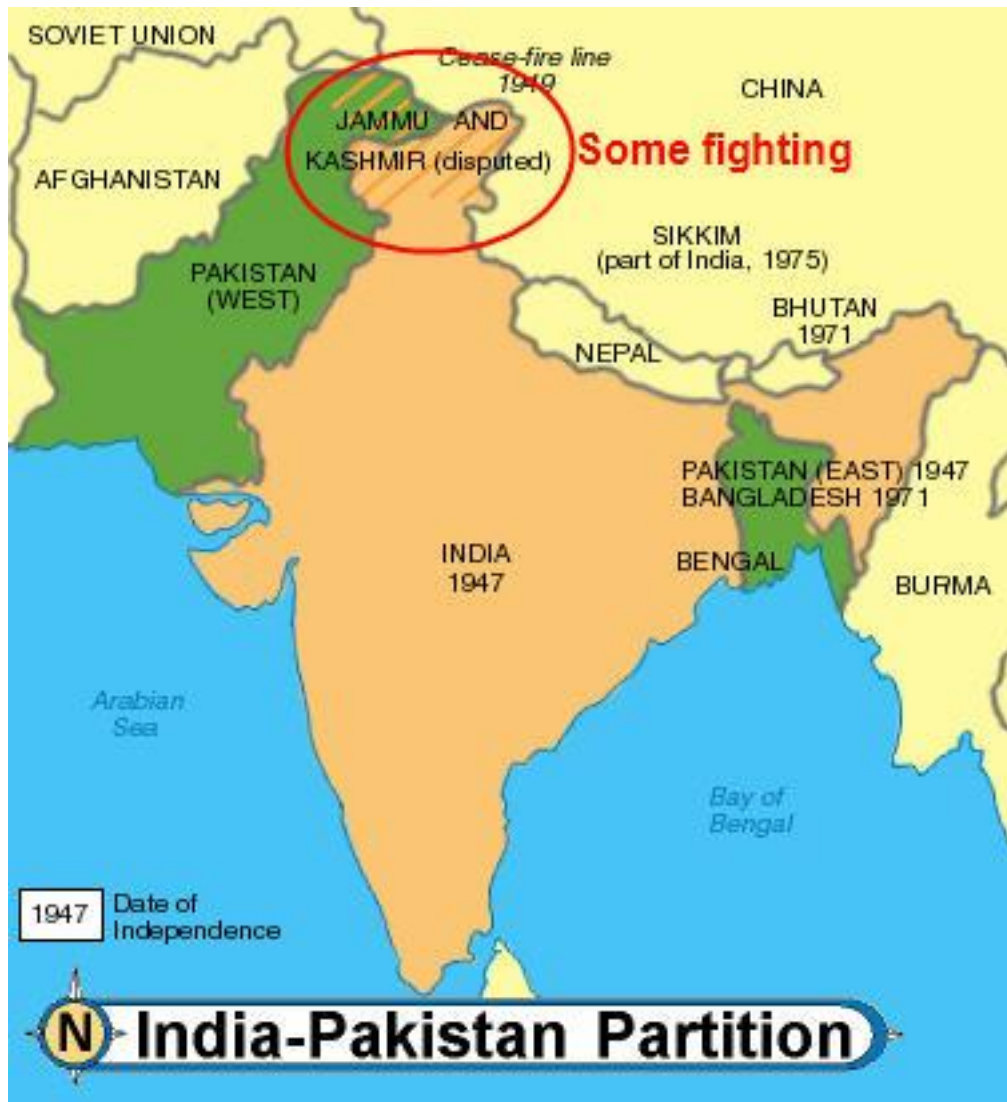 SOVIET UNION
Cease-fire line
1949
CHINA
JAMMU AND
KASHMIR (disputed)
Some fighting
AFGHANISTAN
SIKKIM
(part of India, 1975)
PAKISTAN
(WEST)
BHUTAN
1971
NEPAL
PAKISTAN (EAST) 1947
BANGLADESH 1971
INDIA
1947
BENGAL
BURMA
Arabian
Sea
Bay of
Bengal
1947
Date of
Independence
N
India-Pakistan Partition